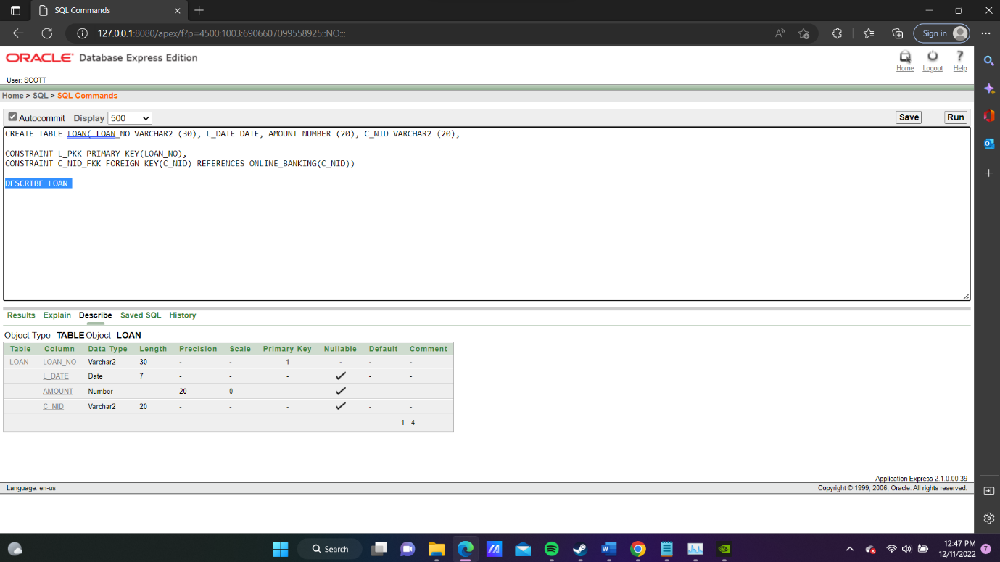 SQL Commands
127.0.0.1:8080/apex/f?p=4500:1003:6906607099558925::NO:::
Sign in
ORACLE Database Express Edition
Home Logout Help
User: SCOTT
Home > SQL > SQL Commands
Autocommit Display 500 Save Run
CREATE TABLE LOAN( LOAN_NO VARCHAR2 (30), L_DATE DATE, AMOUNT NUMBER (20), C_NID VARCHAR2 (20),
CONSTRAINT L_PKK PRIMARY KEY(LOAN_NO),
CONSTRAINT C_NID_FKK FOREIGN KEY(C_NID) REFERENCES ONLINE_BANKING(C_NID))
DESCRIBE LOAN
Results Explain Describe Saved SQL History
Object Type TABLE Object LOAN
Table Column Data Type Length Precision Scale Primary Key Nullable Default Comment
LOAN LOAN_NO Varchar2 30 - - 1 - - -
L_DATE Date 7 - - - ✓ - -
AMOUNT Number - 20 0 - ✓ - -
C_NID Varchar2 20 - - - ✓ - -
1 - 4
Application Express 2.1.0.00.39
Language: en-us Copyright © 1999, 2006, Oracle. All rights reserved.
Search
12:47 PM
12/11/2022
7